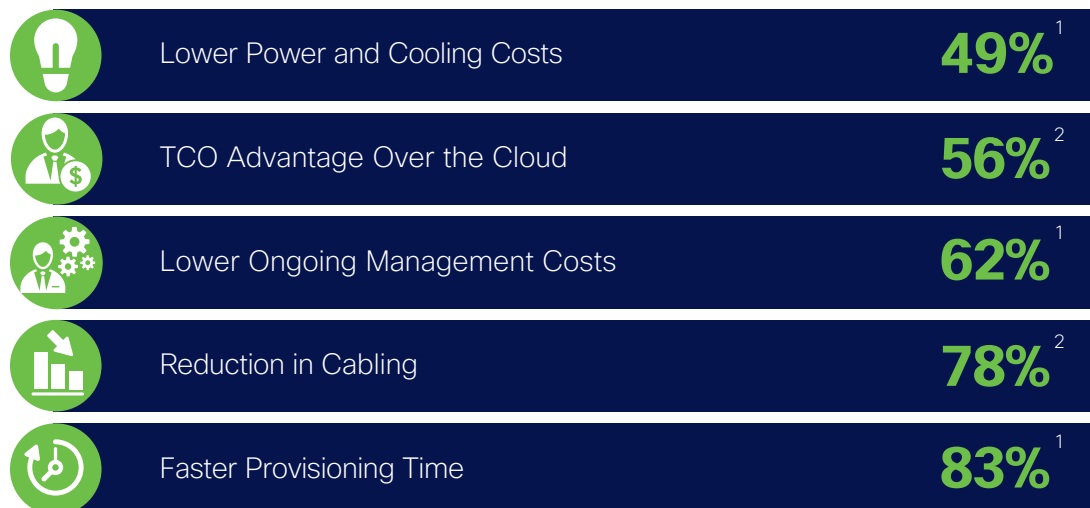 Lower Power and Cooling Costs 49%¹
TCO Advantage Over the Cloud 56%²
$
Lower Ongoing Management Costs 62%¹
Reduction in Cabling 78%²
Faster Provisioning Time 83%¹